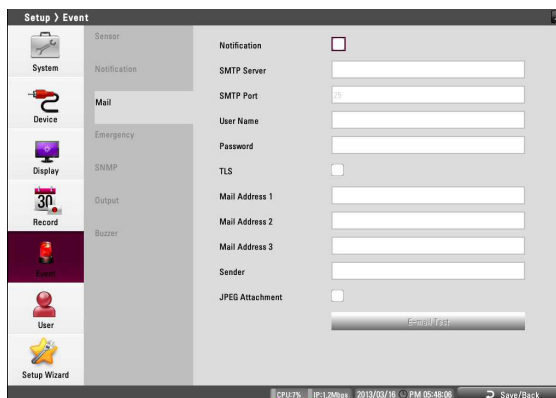 Setup > Event
System
Device
Display
Record
Event
User
Setup Wizard
Sensor
Notification
Mail
Emergency
SNMP
Output
Buzzer
Notification
SMTP Server
SMTP Port
25
User Name
Password
TLS
Mail Address 1
Mail Address 2
Mail Address 3
Sender
JPEG Attachment
E-mail Test
30
CPU:7% IP:1.2Mbps 2013/03/16 PM 05:48:06 Save/Back